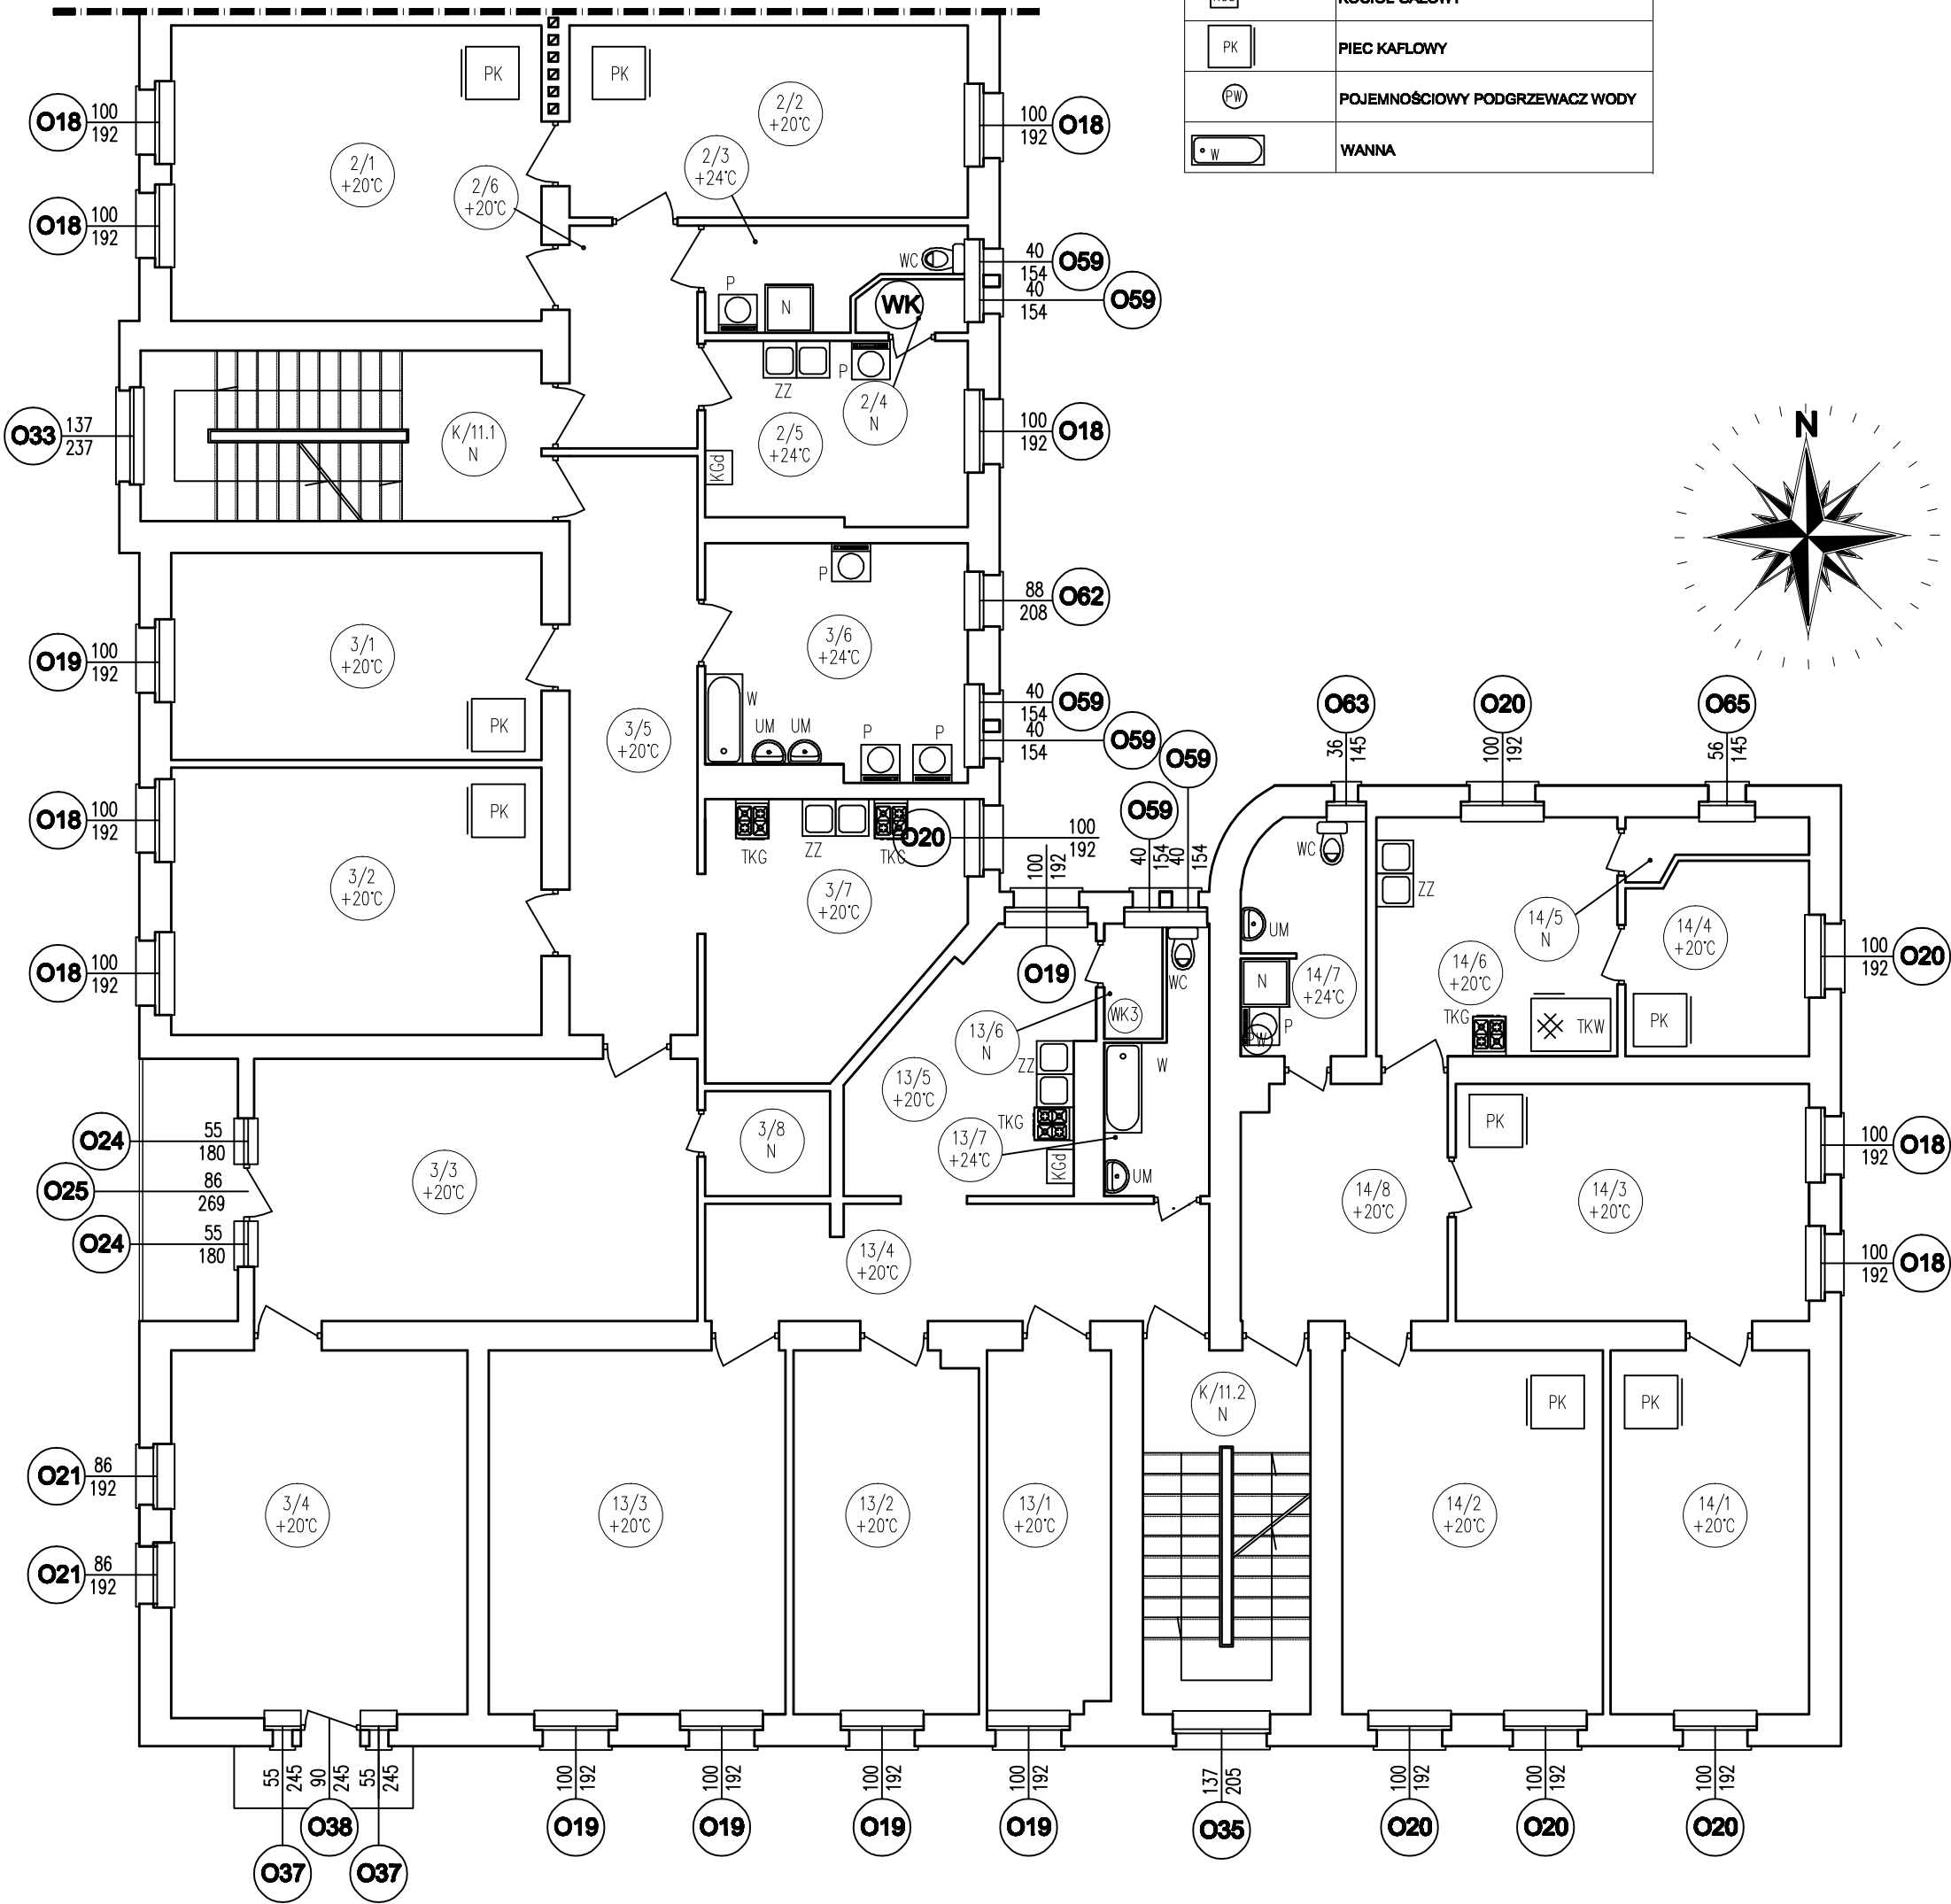 PIEC KAFLOWY
PK
POJEMNOŚCIOWY PODGRZEWACZ WODY
PW
WANNA
W
N
O18 100
192
O18 100
192
O33 137
237
O19 100
192
O18 100
192
O18 100
192
O24 55
180
O25 86
269
O24 55
180
O21 86
192
O21 86
192
2/1
+20°C
PK
PK
2/2
+20°C
2/3
+24°C
2/6
+20°C
WC
P
N
WK
ZZ
P
2/4
N
2/5
+24°C
KGd
K/11.1
N
100
192 O18
40
154 O59
40
154 O59
100
192 O18
88
208 O62
40
154 O59
40
154 O59
O59
O59
40
154
40
154
O20 100
192
100
192
O19
3/1
+20°C
PK
3/2
+20°C
PK
3/5
+20°C
P
3/6
+24°C
W
UM UM
P P
TKG
ZZ
TKG
3/7
+20°C
3/3
+20°C
3/8
N
3/4
+20°C
13/6
N
WK3
WC
13/5
+20°C
ZZ
TKG
KGd
W
13/7
+24°C
UM
13/4
+20°C
13/3
+20°C
13/2
+20°C
13/1
+20°C
K/11.2
N
O63
36
145
O20
100
192
O65
56
145
WC
UM
ZZ
N
14/7
+24°C
P
PW
14/6
+20°C
14/5
N
14/4
+20°C
TKG
TKW
PK
100
192 O20
100
192 O18
100
192 O18
PK
14/8
+20°C
14/3
+20°C
PK
PK
14/2
+20°C
14/1
+20°C
55
245
O37
90
245
O38
55
245
O37
100
192
O19
100
192
O19
100
192
O19
100
192
O19
137
205
O35
100
192
O20
100
192
O20
100
192
O20